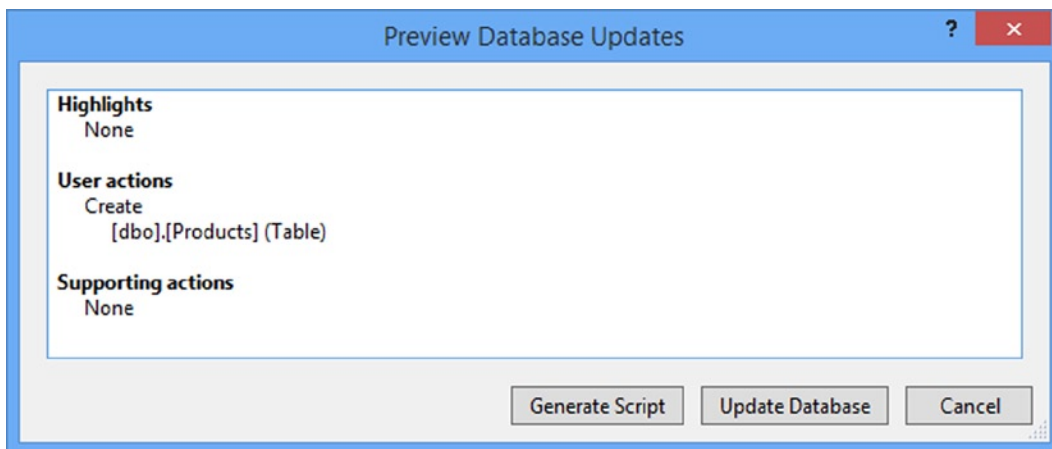 Preview Database Updates
?
×
Highlights
None
User actions
Create
[dbo].[Products] (Table)
Supporting actions
None
Generate Script
Update Database
Cancel